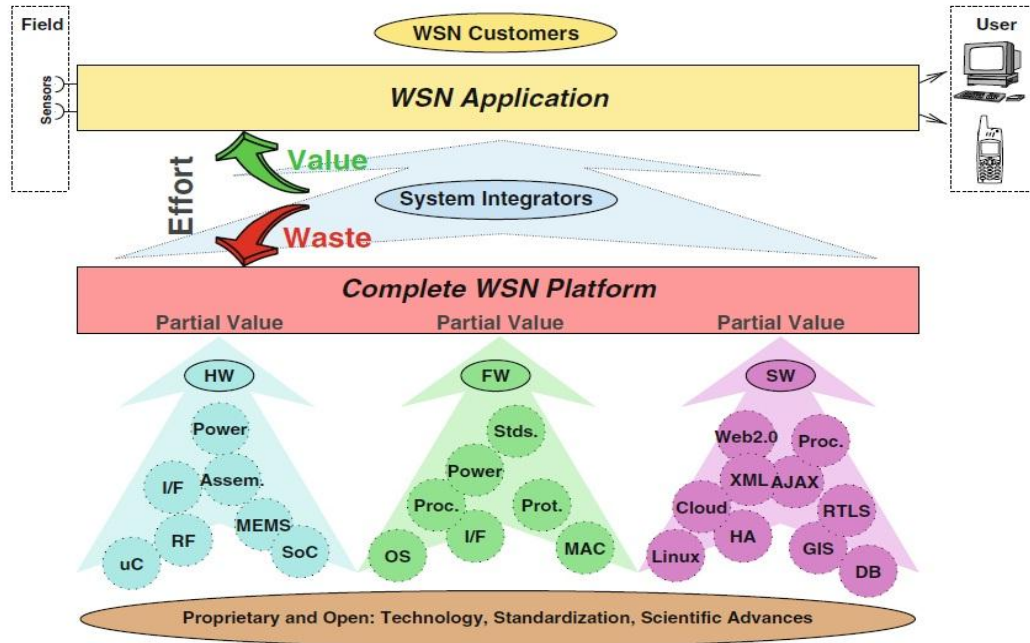 Field
WSN Customers
User
Sensors
WSN Application
Effort
Value
System Integrators
Waste
Complete WSN Platform
Partial Value
Partial Value
Partial Value
HW
Power
I/F
Assem.
MEMS
RF
SoC
uC
FW
Stds.
Power
Proc.
Prot.
I/F
OS
MAC
SW
Web2.0
Proc.
XML
AJAX
Cloud
RTLS
HA
GIS
Linux
DB
Proprietary and Open: Technology, Standardization, Scientific Advances